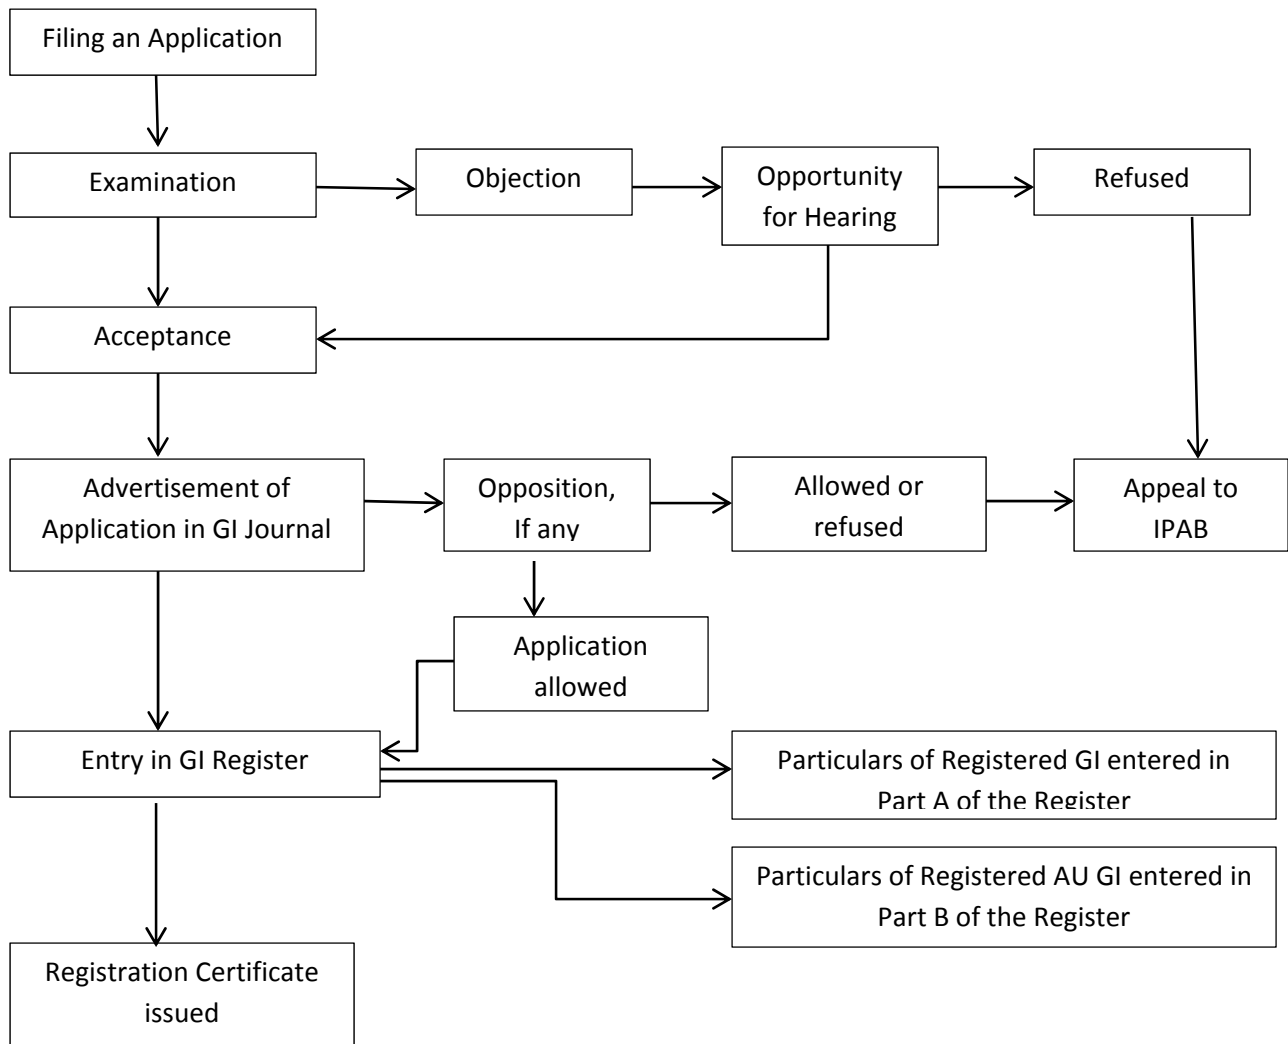 Filing an Application
Examination
Objection
Opportunity
for Hearing
Refused
Acceptance
Advertisement of
Application in GI Journal
Opposition,
If any
Allowed or
refused
Appeal to
IPAB
Application
allowed
Entry in GI Register
Particulars of Registered GI entered in
Part A of the Register
Particulars of Registered AU GI entered in
Part B of the Register
Registration Certificate
issued